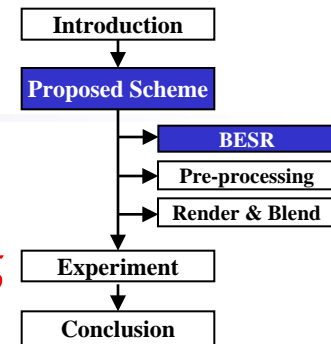 Introduction
Proposed Scheme
BESR
Pre-processing
Render & Blend
Experiment
Conclusion